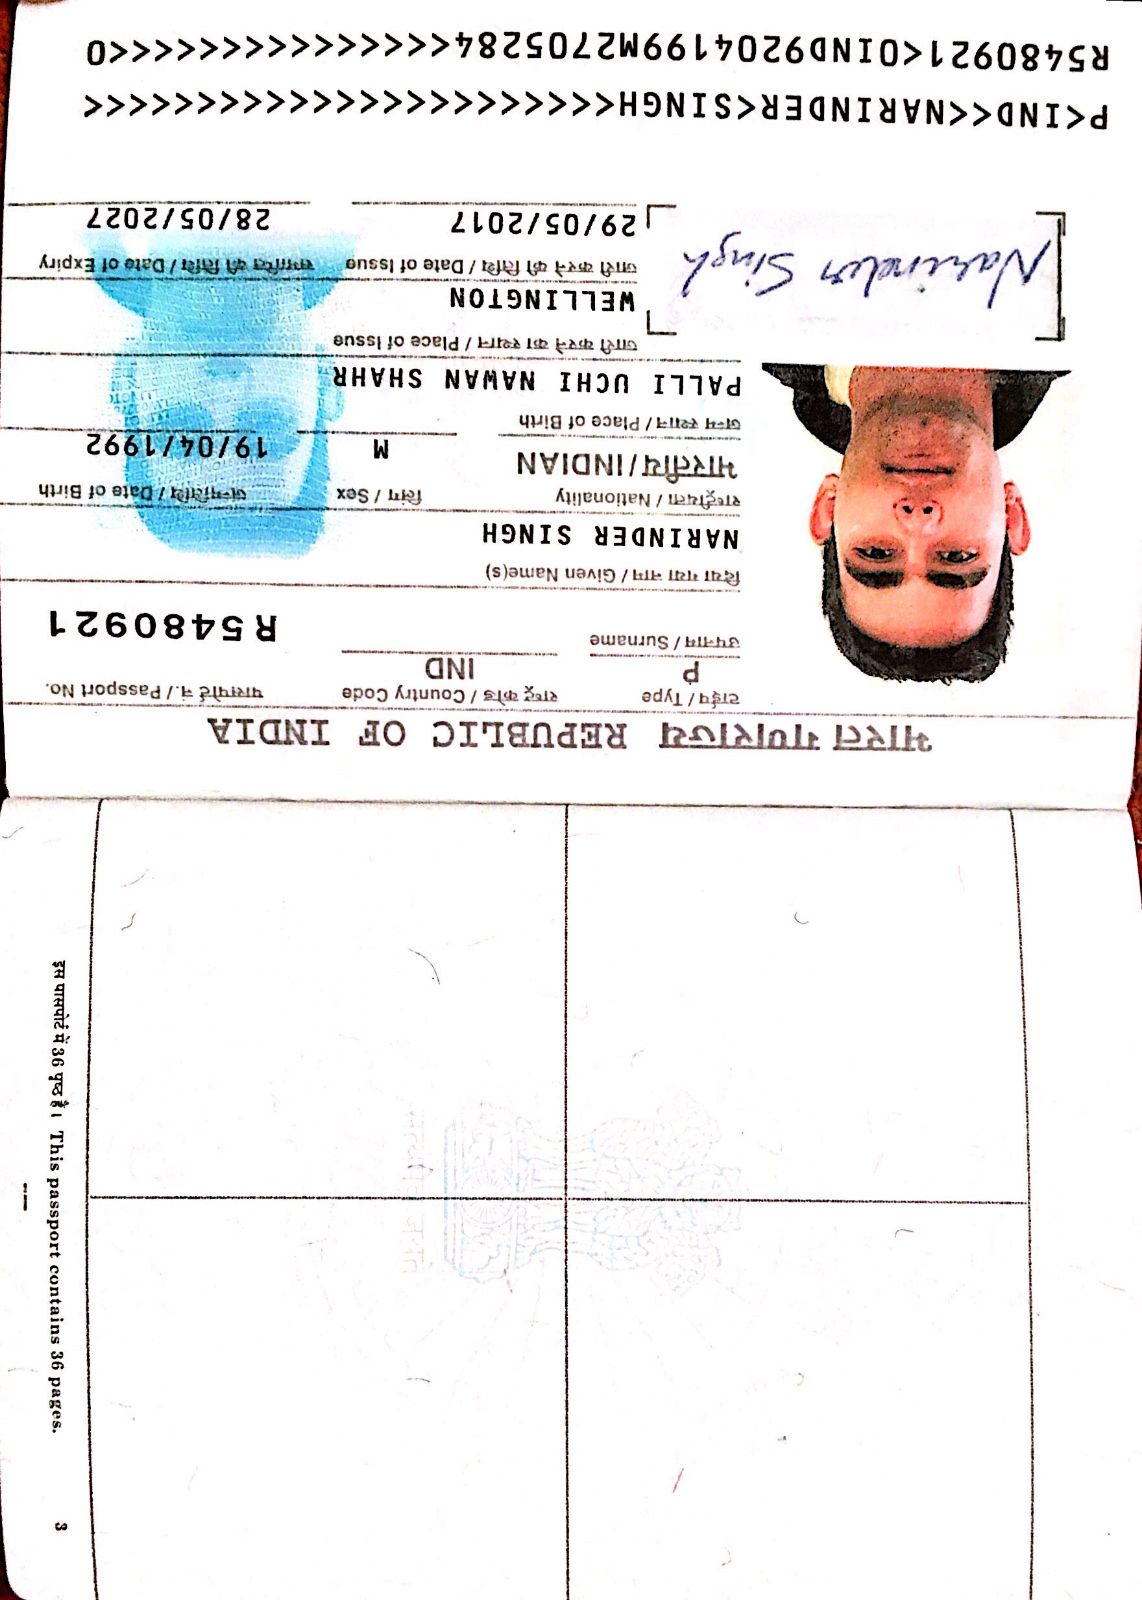 भारत गणराज्य REPUBLIC OF INDIA
टाईप / Type
राष्ट्र कोड / Country Code
पासपोर्ट नं. / Passport No.
P
IND
R5480921
उपनाम / Surname
दिया गया नाम / Given Name(s)
NARINDER SINGH
राष्ट्रीयता / Nationality
लिंग / Sex
जन्मतिथि / Date of Birth
भारतीय/INDIAN
M
19/04/1992
जन्म स्थान / Place of Birth
PALLI UCHI NAWAN SHAHR
जारी करने का स्थान / Place of Issue
WELLINGTON
जारी करने की तिथि / Date of Issue
समाप्ति की तिथि / Date of Expiry
29/05/2017
28/05/2027
Narinder Singh
P<IND<<NARINDER<SINGH<<<<<<<<<<<<<<<<<<<<<<<
R5480921<0IND9204199M2705284<<<<<<<<<<<<<<<0
इस पासपोर्ट में 36 पृष्ठ है। This passport contains 36 pages.
3